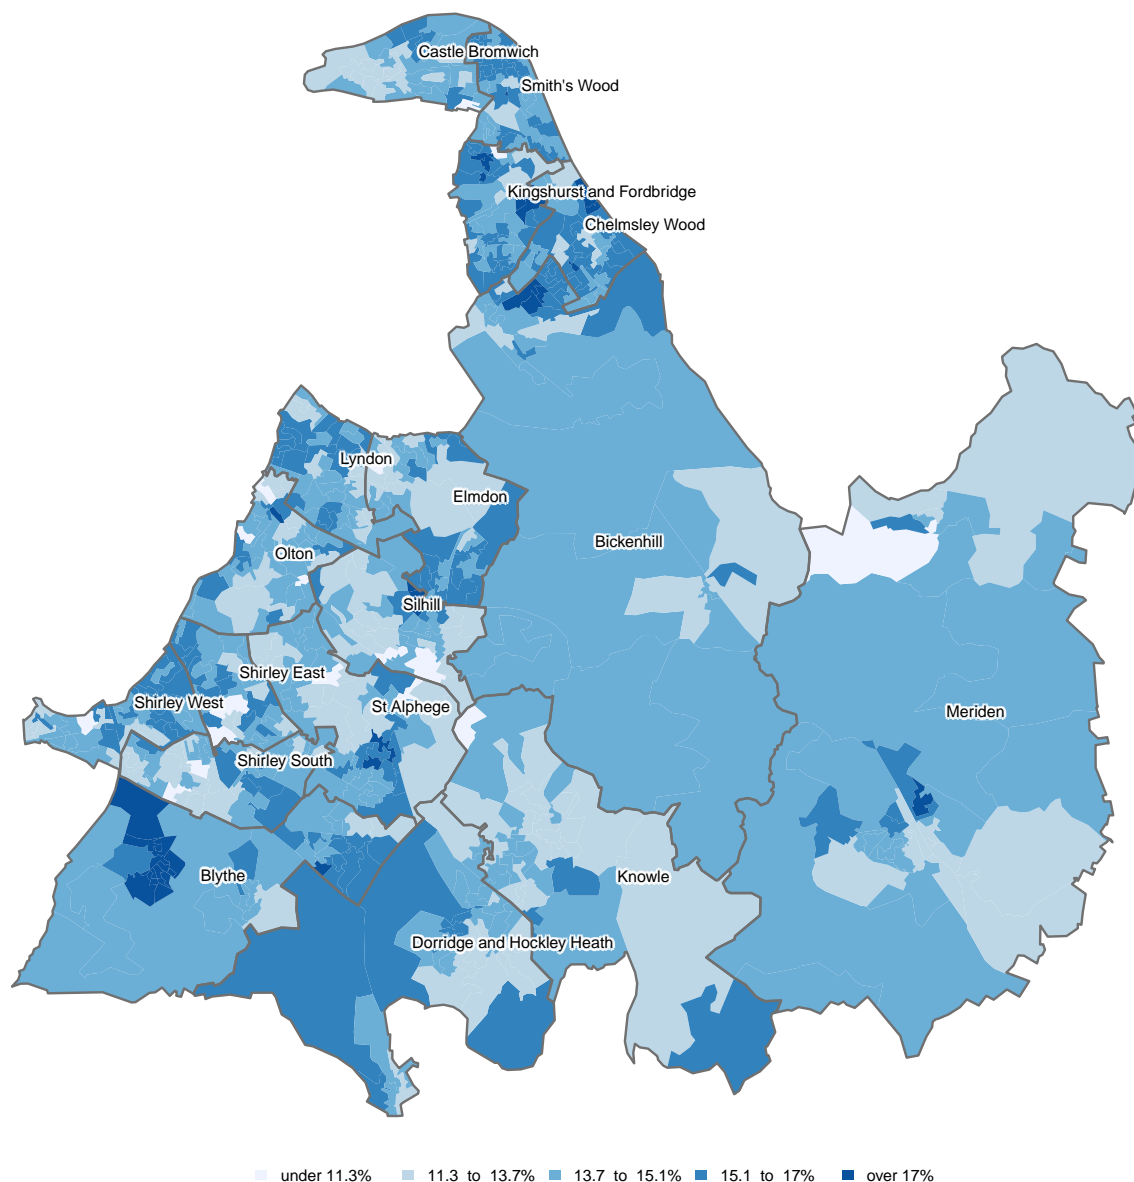 Castle Bromwich
Smith's Wood
Kingshurst and Fordbridge
Chelmsley Wood
Lyndon
Elmdon
Bickenhill
Olton
Silhill
Shirley East
Shirley West
St Alphege
Meriden
Shirley South
Blythe
Knowle
Dorridge and Hockley Heath
under 11.3% 11.3 to 13.7% 13.7 to 15.1% 15.1 to 17% over 17%